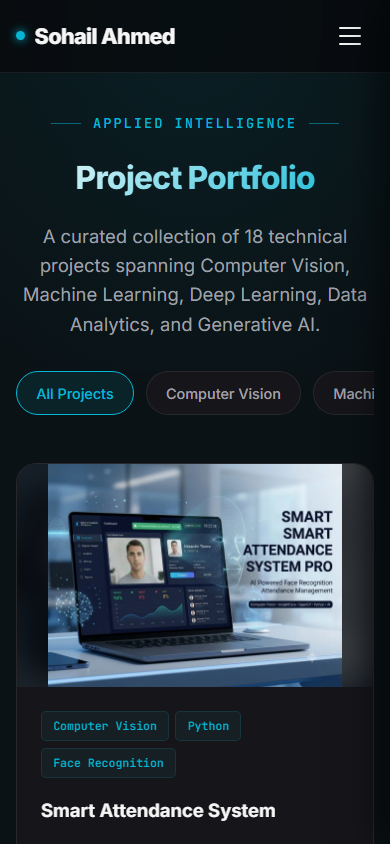 Sohail Ahmed
APPLIED INTELLIGENCE
Project Portfolio
A curated collection of 18 technical
projects spanning Computer Vision,
Machine Learning, Deep Learning, Data
Analytics, and Generative AI.
All Projects
Computer Vision
Machi
SMART
SMART
ATTENDANCE
SYSTEM PRO
AI Powered Face Recognition
Attendance Management
Computer Vision
Python
Face Recognition
Smart Attendance System